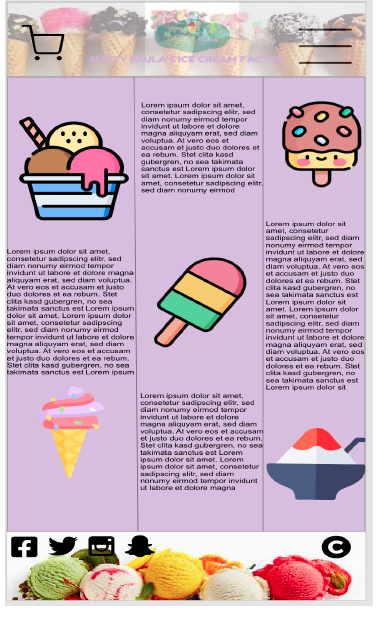 AUNTY PAULA'S ICE CREAM FACTORY
Lorem ipsum dolor sit amet,
consetetur sadipscing elitr, sed
diam nonumy eirmod tempor
invidunt ut labore et dolore
magna aliquyam erat, sed diam
voluptua. At vero eos et accusam
et justo duo dolores et ea rebum. Stet
clita kasd gubergren, no sea
takimata sanctus est Lorem ipsum
dolor sit amet. Lorem ipsum dolor
sit amet, consetetur sadipscing
elitr, sed diam nonumy eirmod
tempor invidunt ut labore et dolore
magna aliquyam erat, sed diam
voluptua. At vero eos et accusam
et justo duo dolores et ea rebum.
Stet clita kasd gubergren, no sea
takimata sanctus est Lorem ipsum
Lorem ipsum dolor sit amet,
consetetur sadipscing elitr, sed
diam nonumy eirmod tempor
invidunt ut labore et dolore
magna aliquyam erat, sed diam
voluptua. At vero eos et
accusam et justo duo dolores et
ea rebum. Stet clita kasd
gubergren, no sea takimata
sanctus est Lorem ipsum dolor
sit amet. Lorem ipsum dolor sit
amet, consetetur sadipscing elitr,
sed diam nonumy eirmod
Lorem ipsum dolor sit amet,
consetetur sadipscing elitr, sed
diam nonumy eirmod tempor
invidunt ut labore et dolore
magna aliquyam erat, sed diam
voluptua. At vero eos et accusam
et justo duo dolores et ea rebum.
Stet clita kasd gubergren, no sea
takimata sanctus est Lorem
ipsum dolor sit amet. Lorem
ipsum dolor sit amet, consetetur
sadipscing elitr, sed diam
nonumy eirmod tempor invidunt
ut labore et dolore magna
Lorem ipsum dolor sit
amet, consetetur
sadipscing elitr, sed diam
nonumy eirmod tempor
invidunt ut labore et dolore
magna aliquyam erat, sed
diam voluptua. At vero eos
et accusam et justo duo
dolores et ea rebum. Stet
clita kasd gubergren, no
sea takimata sanctus est
Lorem ipsum dolor sit
amet. Lorem ipsum dolor
sit amet, consetetur
sadipscing elitr, sed diam
nonumy eirmod tempor
invidunt ut labore et dolore
magna aliquyam erat, sed
diam voluptua. At vero eos
et accusam et justo duo
dolores et ea rebum. Stet
clita kasd gubergren, no
sea takimata sanctus est
Lorem ipsum dolor sit